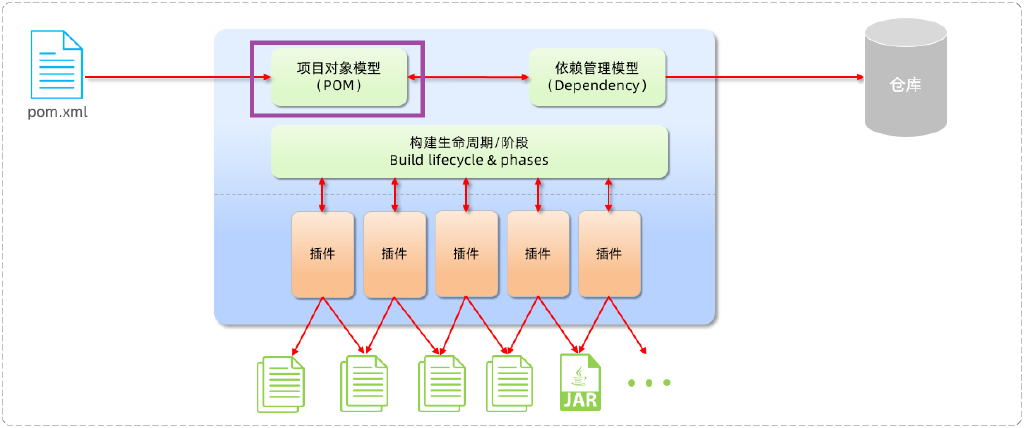 项目对象模型
（POM）
依赖管理模型
（Dependency）
仓库
pom.xml
构建生命周期/阶段
Build lifecycle & phases
插件
插件
插件
插件
插件
JAR